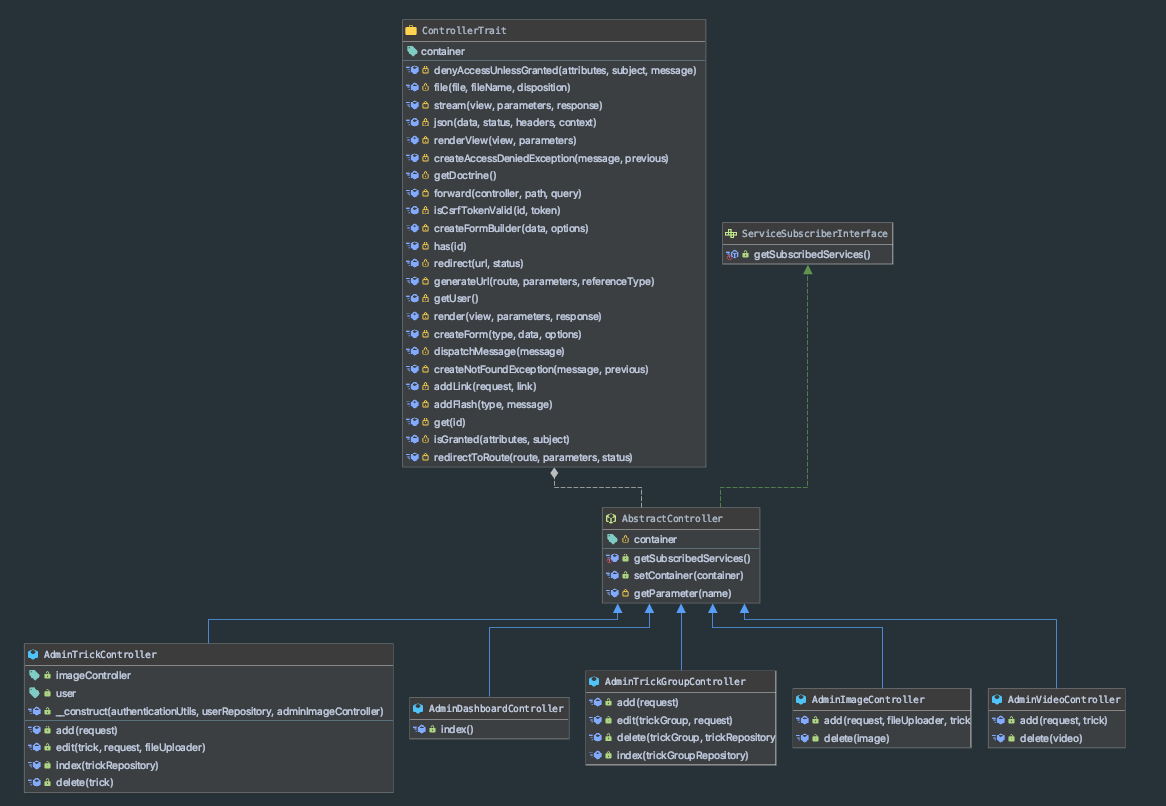 ControllerTrait
container
denyAccessUnlessGranted(attributes, subject, message)
file(file, fileName, disposition)
stream(view, parameters, response)
json(data, status, headers, context)
renderView(view, parameters)
createAccessDeniedException(message, previous)
getDoctrine()
forward(controller, path, query)
isCsrfTokenValid(id, token)
createFormBuilder(data, options)
has(id)
redirect(url, status)
generateUrl(route, parameters, referenceType)
getUser()
render(view, parameters, response)
createForm(type, data, options)
dispatchMessage(message)
createNotFoundException(message, previous)
addLink(request, link)
addFlash(type, message)
get(id)
isGranted(attributes, subject)
redirectToRoute(route, parameters, status)
ServiceSubscriberInterface
getSubscribedServices()
AbstractController
container
getSubscribedServices()
setContainer(container)
getParameter(name)
AdminTrickController
imageController
user
__construct(authenticationUtils, userRepository, adminImageController)
add(request)
edit(trick, request, fileUploader)
index(trickRepository)
delete(trick)
AdminDashboardController
index()
AdminTrickGroupController
add(request)
edit(trickGroup, request)
delete(trickGroup, trickRepository
index(trickGroupRepository)
AdminImageController
add(request, fileUploader, trick
delete(image)
AdminVideoController
add(request, trick)
delete(video)